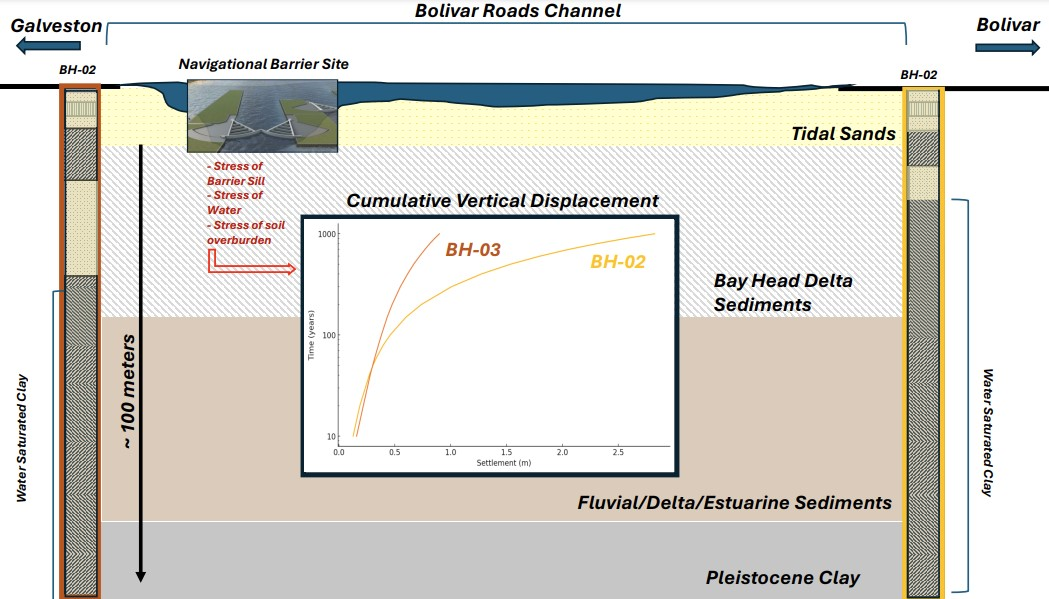 Bolivar Roads Channel
Galveston
Bolivar
BH-02
Navigational Barrier Site
BH-02
Tidal Sands
- Stress of
Barrier Sill
- Stress of
Water
- Stress of soil
overburden
Cumulative Vertical Displacement
1000
100
10
Time (years)
BH-03
BH-02
0.0
0.5
1.0
1.5
2.0
2.5
Settlement (m)
Bay Head Delta
Sediments
~ 100 meters
Water Saturated Clay
Water Saturated Clay
Fluvial/Delta/Estuarine Sediments
Pleistocene Clay